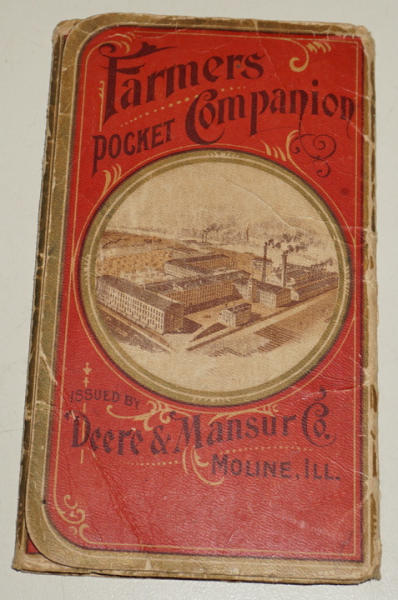 Farmers
POCKET Companion
ISSUED BY
Deere & Mansur Co.
MOLINE, ILL.